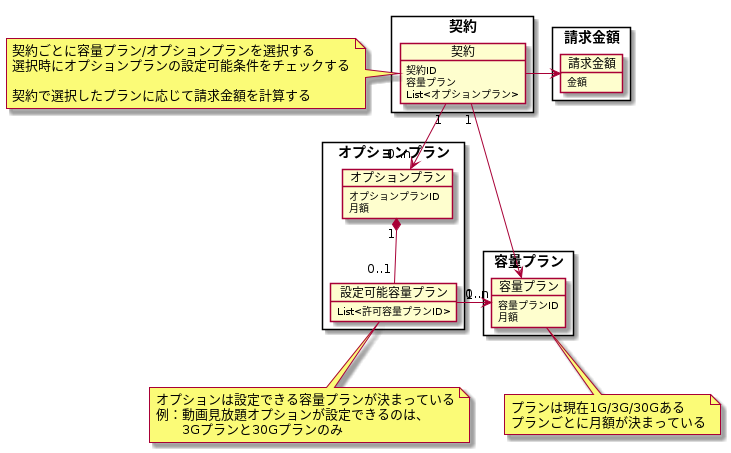 契約
請求金額
契約ごとに容量プラン/オプションプランを選択する
選択時にオプションプランの設定可能条件をチェックする
契約で選択したプランに応じて請求金額を計算する
契約
契約ID
容量プラン
List<オプションプラン>
請求金額
金額
1
1
0..n
オプションプラン
オプションプラン
オプションプランID
月額
1
0..1
容量プラン
設定可能容量プラン
List<許可容量プランID>
容量プラン
容量プランID
月額
オプションは設定できる容量プランが決まっている
例：動画見放題オプションが設定できるのは、
3Gプランと30Gプランのみ
プランは現在1G/3G/30Gある
プランごとに月額が決まっている